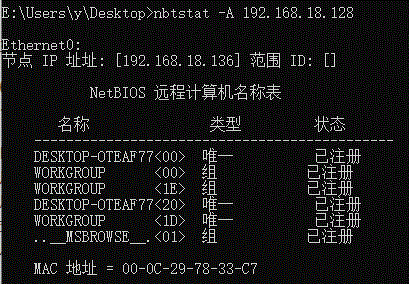 E:\Users\y\Desktop>nbtstat -A 192.168.18.128
Ethernet0:
节点 IP 址址: [192.168.18.136] 范围 ID: []
NetBIOS 远程计算机名称表
名称 类型 状态
---------------------------------------------
DESKTOP-OTEAF77<00> 唯一 已注册
WORKGROUP <00> 组 已注册
WORKGROUP <1E> 组 已注册
DESKTOP-OTEAF77<20> 唯一 已注册
WORKGROUP <1D> 唯一 已注册
..__MSBROWSE__.<01> 组 已注册
MAC 地址 = 00-0C-29-78-33-C7